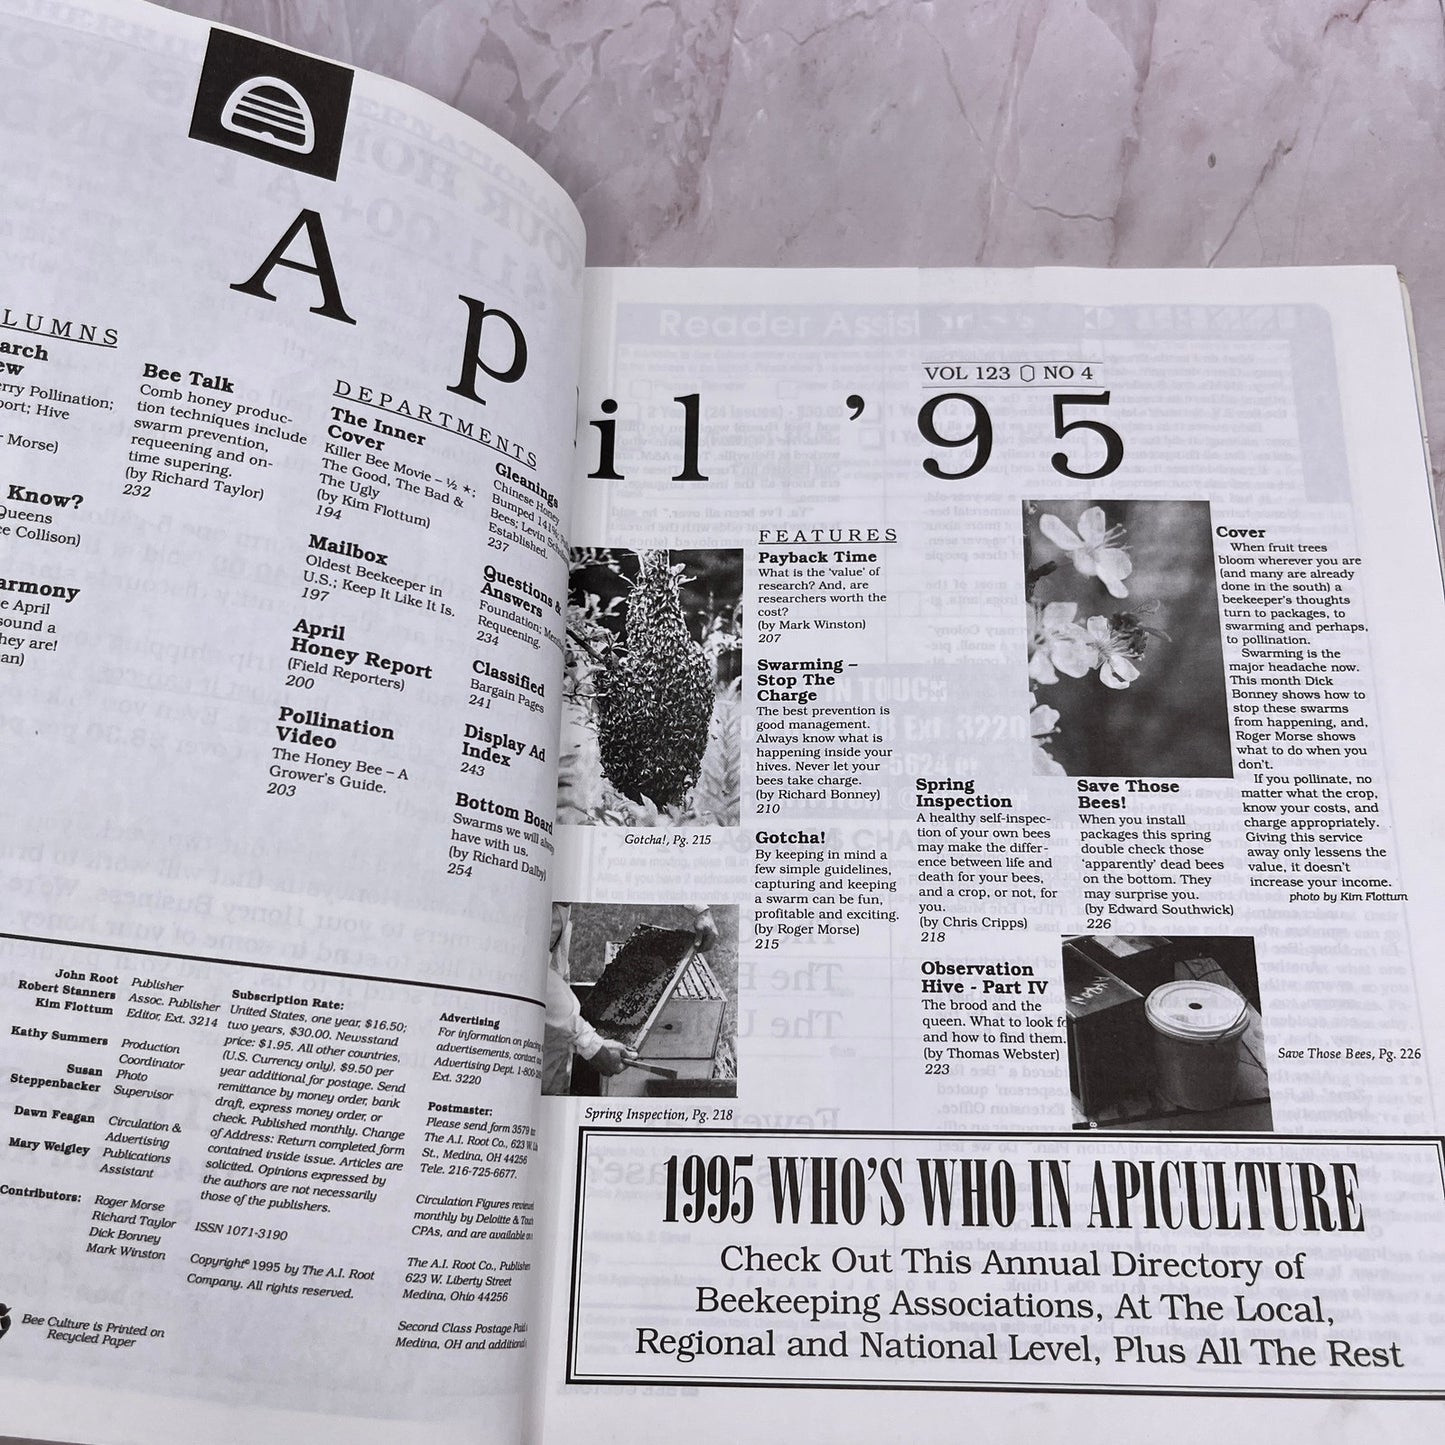 A p il '95
VOL 123 NO 4
LUMNS
arch
ew
rry Pollination;
port; Hive
Morse)
Know?
Queens
ce Collison)
armony
e April
sound a
hey are!
an)
Bee Talk
Comb honey produc-
tion techniques include
swarm prevention,
requeening and on-
time supering.
(by Richard Taylor)
232
DEPARTMENTS
The Inner
Cover
Killer Bee Movie – ½ ★;
The Good, The Bad &
The Ugly
(by Kim Flottum)
194
Mailbox
Oldest Beekeeper in
U.S.; Keep It Like It Is.
197
April
Honey Report
(Field Reporters)
200
Pollination
Video
The Honey Bee – A
Grower's Guide.
203
Gleanings
Chinese Honey
Bumped 141%;
Bees; Levin
Established.
237
Questions &
Answers
Foundation;
Requeening.
234
Classified
Bargain Pages
241
Display Ad
Index
243
Bottom Board
Swarms we will always
have with us.
(by Richard Dalby)
254
John Root Publisher
Robert Stanners Assoc. Publisher
Kim Flottum Editor, Ext. 3214
Kathy Summers Production
Coordinator
Susan Photo
Steppenbacker Supervisor
Dawn Feagan Circulation &
Advertising
Mary Weigley Publications
Assistant
Contributors: Roger Morse
Richard Taylor
Dick Bonney
Mark Winston
Bee Culture is Printed on
Recycled Paper
Subscription Rate:
United States, one year, $16.50;
two years, $30.00. Newsstand
price: $1.95. All other countries,
(U.S. Currency only), $9.50 per
year additional for postage. Send
remittance by money order, bank
draft, express money order, or
check. Published monthly. Change
of Address: Return completed form
contained inside issue. Articles are
solicited. Opinions expressed by
the authors are not necessarily
those of the publishers.
ISSN 1071-3190
Copyright© 1995 by The A.I. Root
Company. All rights reserved.
Advertising
For information on placing
advertisements, contact
Advertising Dept. 1-800-
Ext. 3220
Postmaster:
Please send form 3579 to:
The A.I. Root Co., 623 W.
St., Medina, OH 44256
Tele. 216-725-6677.
Circulation Figures reviewed
monthly by Deloitte &
CPAs, and are available
The A.I. Root Co., Publishers
623 W. Liberty Street
Medina, Ohio 44256
Second Class Postage Paid
Medina, OH and additional
Gotcha!, Pg. 215
Spring Inspection, Pg. 218
FEATURES
Payback Time
What is the 'value' of
research? And, are
researchers worth the
cost?
(by Mark Winston)
207
Swarming –
Stop The
Charge
The best prevention is
good management.
Always know what is
happening inside your
hives. Never let your
bees take charge.
(by Richard Bonney)
210
Gotcha!
By keeping in mind a
few simple guidelines,
capturing and keeping
a swarm can be fun,
profitable and exciting.
(by Roger Morse)
215
Spring
Inspection
A healthy self-inspec-
tion of your own bees
may make the differ-
ence between life and
death for your bees,
and a crop, or not, for
you.
(by Chris Cripps)
218
Observation
Hive - Part IV
The brood and the
queen. What to look fo
and how to find them.
(by Thomas Webster)
223
Save Those
Bees!
When you install
packages this spring
double check those
'apparently' dead bees
on the bottom. They
may surprise you.
(by Edward Southwick)
226
Cover
When fruit trees
bloom wherever you are
(and many are already
done in the south) a
beekeeper's thoughts
turn to packages, to
swarming and perhaps,
to pollination.
Swarming is the
major headache now.
This month Dick
Bonney shows how to
stop these swarms
from happening, and,
Roger Morse shows
what to do when you
don't.
If you pollinate, no
matter what the crop,
know your costs, and
charge appropriately.
Giving this service
away only lessens the
value, it doesn't
increase your income.
photo by Kim Flottum
Save Those Bees, Pg. 226
1995 WHO'S WHO IN APICULTURE
Check Out This Annual Directory of
Beekeeping Associations, At The Local,
Regional and National Level, Plus All The Rest